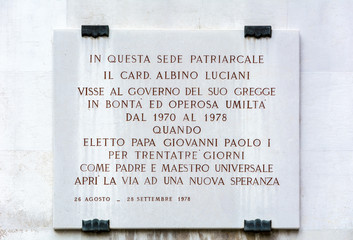 IN QUESTA SEDE PATRIARCALE
IL CARD. ALBINO LUCIANI
VISSE AL GOVERNO DEL SUO GREGGE
IN BONTA' ED OPEROSA UMILTA'
DAL 1970 AL 1978
QUANDO
ELETTO PAPA GIOVANNI PAOLO I
PER TRENTATRE' GIORNI
COME PADRE E MAESTRO UNIVERSALE
APRI' LA VIA AD UNA NUOVA SPERANZA
26 AGOSTO _ 28 SETTEMBRE 1978